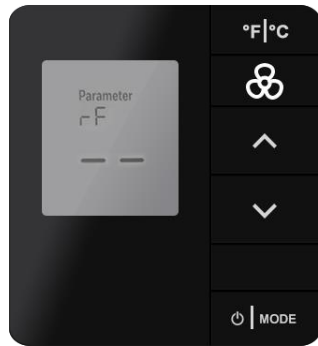 °F|°C
Parameter
rF
— —
⏻ | MODE